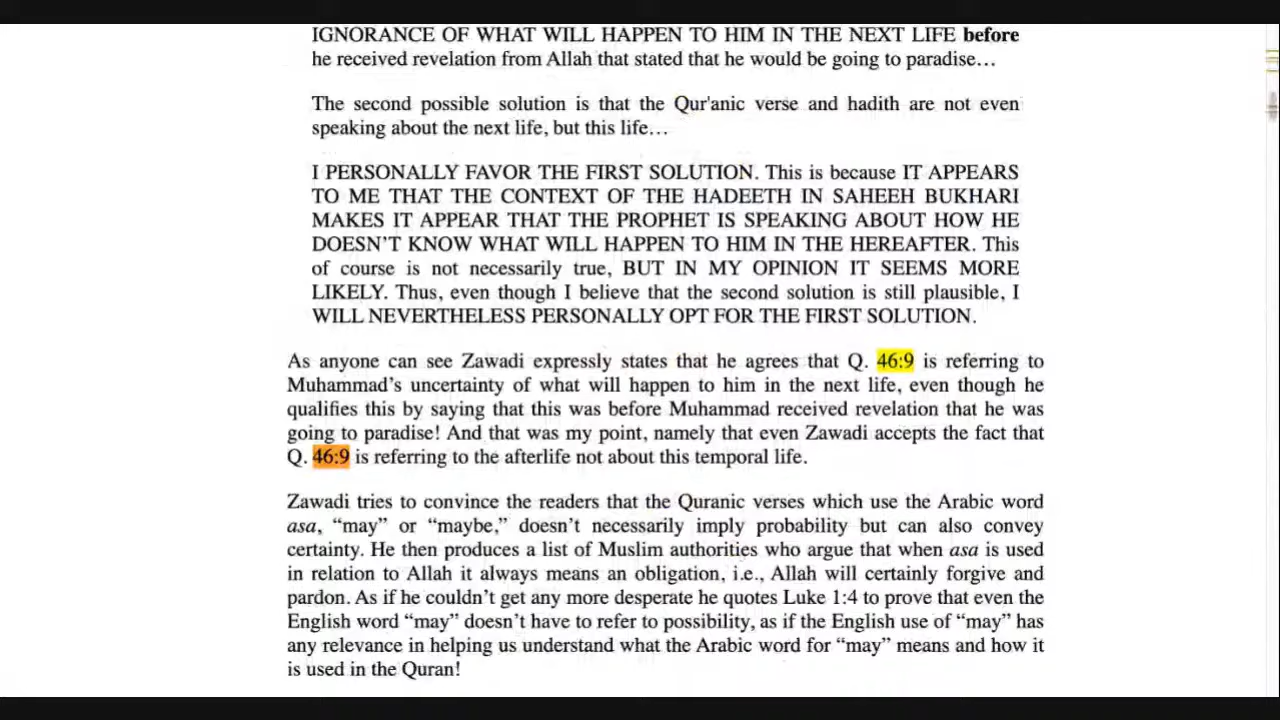 IGNORANCE OF WHAT WILL HAPPEN TO HIM IN THE NEXT LIFE before
he received revelation from Allah that stated that he would be going to paradise…
The second possible solution is that the Qur'anic verse and hadith are not even
speaking about the next life, but this life…
I PERSONALLY FAVOR THE FIRST SOLUTION. This is because IT APPEARS
TO ME THAT THE CONTEXT OF THE HADEETH IN SAHEEH BUKHARI
MAKES IT APPEAR THAT THE PROPHET IS SPEAKING ABOUT HOW HE
DOESN'T KNOW WHAT WILL HAPPEN TO HIM IN THE HEREAFTER. This
of course is not necessarily true, BUT IN MY OPINION IT SEEMS MORE
LIKELY. Thus, even though I believe that the second solution is still plausible, I
WILL NEVERTHELESS PERSONALLY OPT FOR THE FIRST SOLUTION.
As anyone can see Zawadi expressly states that he agrees that Q. 46:9 is referring to
Muhammad's uncertainty of what will happen to him in the next life, even though he
qualifies this by saying that this was before Muhammad received revelation that he was
going to paradise! And that was my point, namely that even Zawadi accepts the fact that
Q. 46:9 is referring to the afterlife not about this temporal life.
Zawadi tries to convince the readers that the Quranic verses which use the Arabic word
asa, “may” or “maybe,” doesn't necessarily imply probability but can also convey
certainty. He then produces a list of Muslim authorities who argue that when asa is used
in relation to Allah it always means an obligation, i.e., Allah will certainly forgive and
pardon. As if he couldn't get any more desperate he quotes Luke 1:4 to prove that even the
English word “may” doesn't have to refer to possibility, as if the English use of “may” has
any relevance in helping us understand what the Arabic word for “may” means and how it
is used in the Quran!